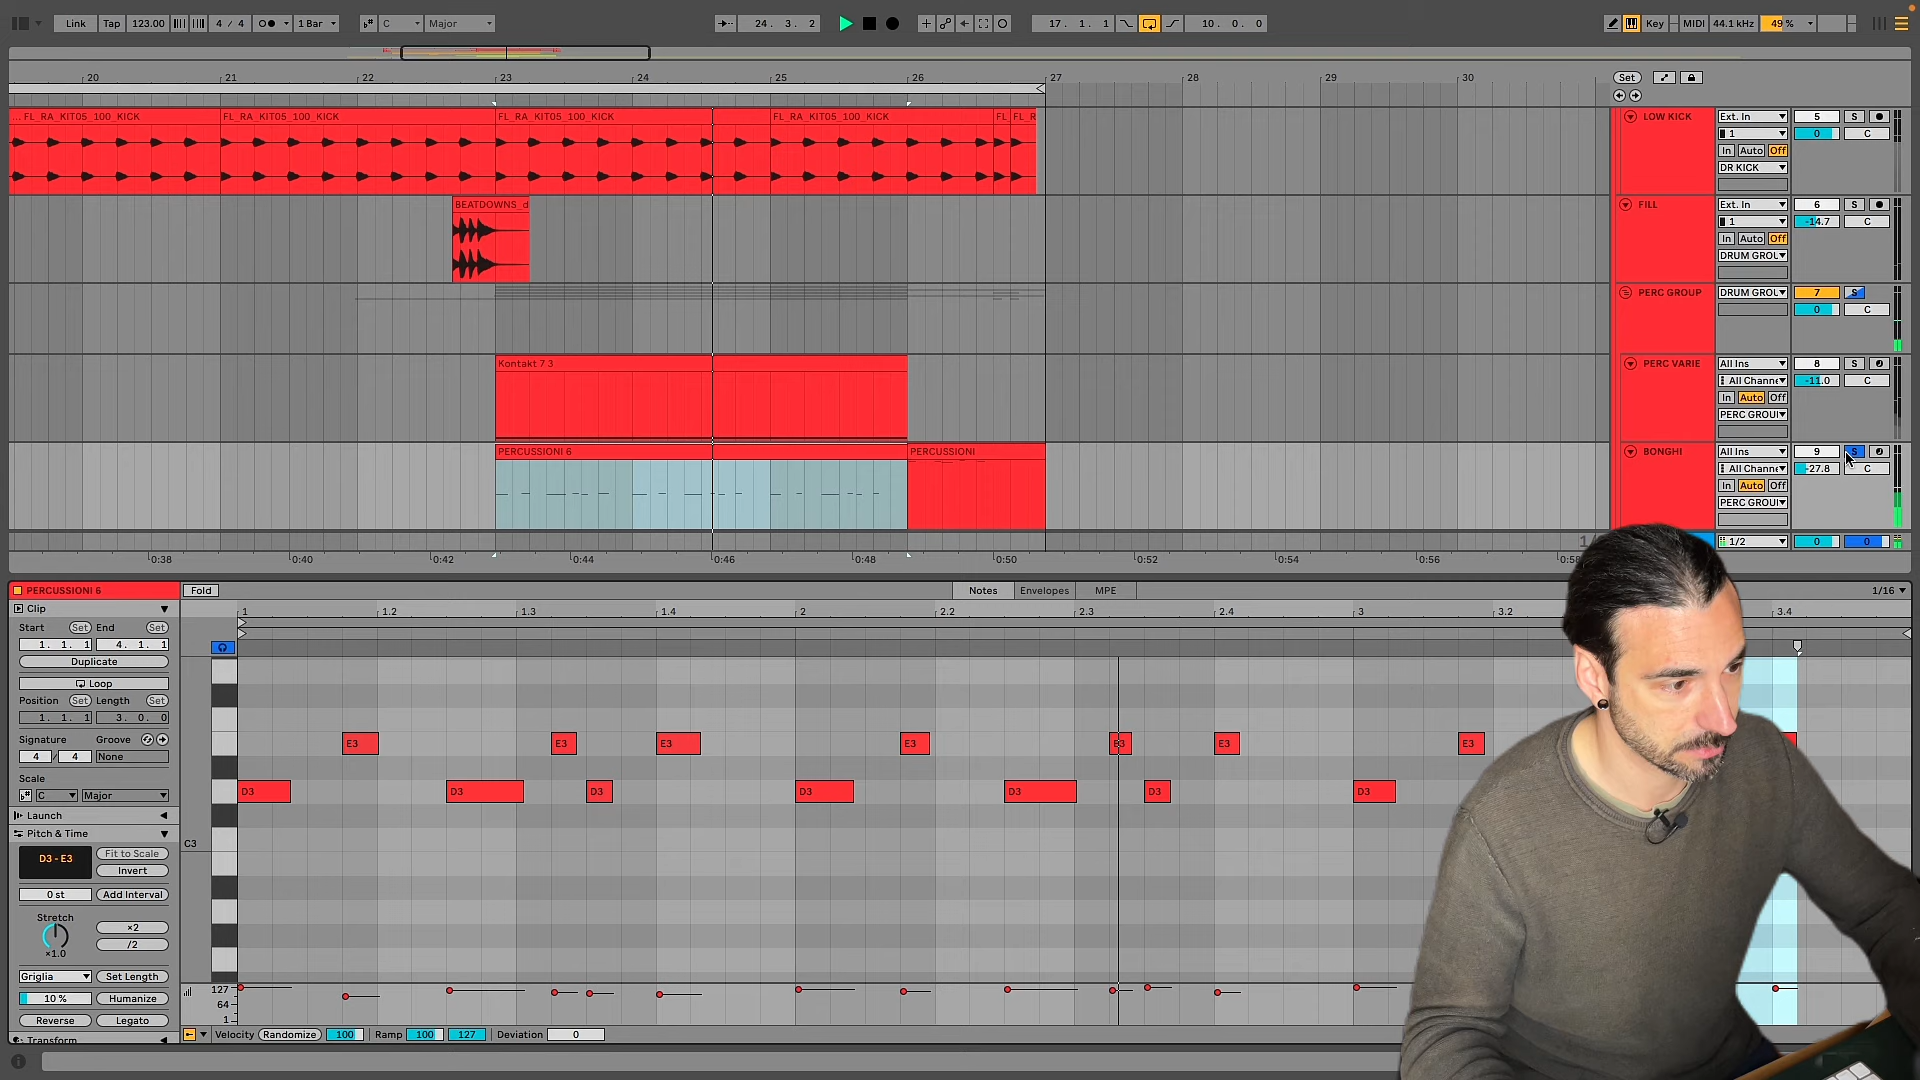 Link Tap 123.00 4 / 4 1 Bar C Major 24. 3. 2 17. 1. 1 10. 0. 0 Key MIDI 44.1 kHz 49 %
20 21 22 23 24 25 26 27 28 29 30 Set
... FL_RA_KIT05_100_KICK FL_RA_KIT05_100_KICK FL_RA_KIT05_100_KICK FL_RA_KIT05_100_KICK FL FL_R LOW KICK Ext. In 5 S
1 0 C
In Auto Off
DR KICK
BEATDOWNS_d FILL Ext. In 6 S
1 -14.7 C
In Auto Off
DRUM GROU
PERC GROUP DRUM GROU 7 S
0 C
Kontakt 7 3 PERC VARIE All Ins 8 S
All Channe -11.0 C
In Auto Off
PERC GROUI
PERCUSSIONI 6 PERCUSSIONI BONGHI All Ins 9 S
All Channe -27.8 C
In Auto Off
PERC GROUI
1/2 0 0
0:38 0:40 0:42 0:44 0:46 0:48 0:50 0:52 0:54 0:56 0:58
PERCUSSIONI 6 Fold Notes Envelopes MPE 1/16
Clip 1 1.2 1.3 1.4 2 2.2 2.3 2.4 3 3.2 3.4
Start Set End Set
1. 1. 1 4. 1. 1
Duplicate
Loop
Position Set Length Set
1. 1. 1 3. 0. 0
Signature Groove
4 / 4 None
E3 E3 E3 E3 E3 E3 E3
Scale
C Major
D3 D3 D3 D3 D3 D3 D3
Launch
Pitch & Time
C3
D3 - E3 Fit to Scale
Invert
0 st Add Interval
Stretch
×2
/2
×1.0
Griglia Set Length
127
10 % Humanize
64
Reverse Legato
1
Velocity Randomize 100 Ramp 100 127 Deviation 0
Transform